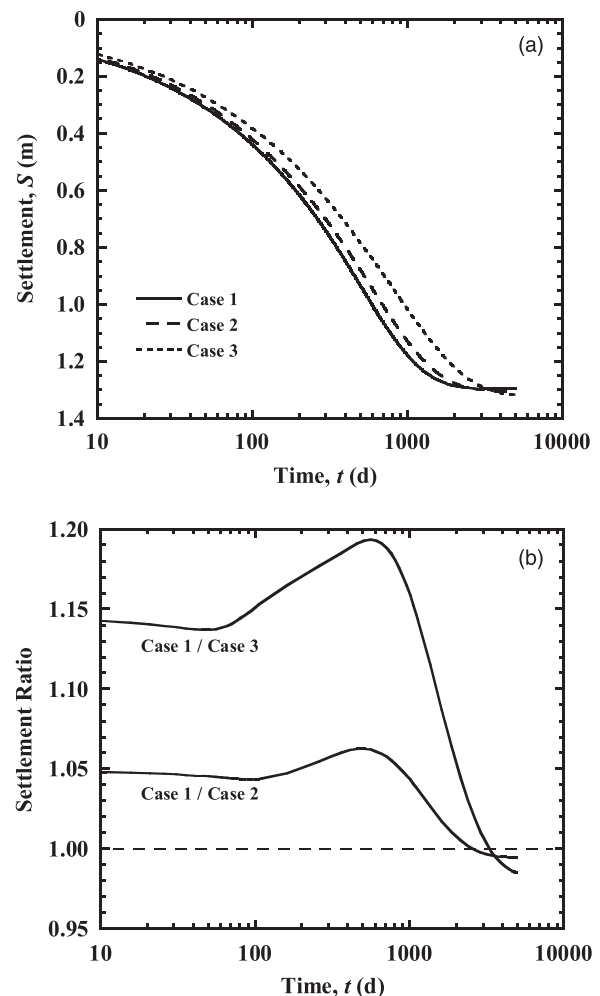 (a)
0
0.2
0.4
0.6
0.8
1.0
1.2
1.4
Settlement, S (m)
Case 1
Case 2
Case 3
10
100
1000
10000
Time, t (d)
(b)
1.20
1.15
1.10
1.05
1.00
0.95
Settlement Ratio
Case 1 / Case 3
Case 1 / Case 2
10
100
1000
10000
Time, t (d)